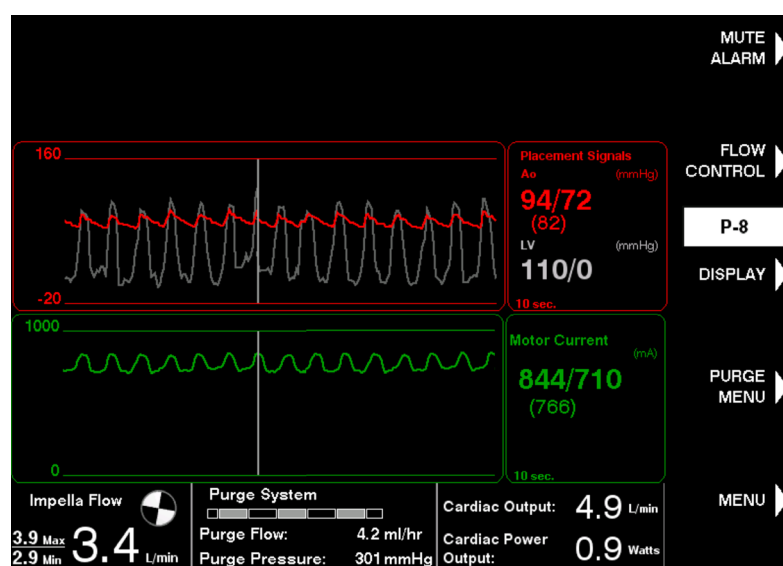 MUTE
ALARM
160
-20
Placement Signals
Ao (mmHg)
94/72
(82)
LV (mmHg)
110/0
10 sec.
FLOW
CONTROL
P-8
DISPLAY
1000
0
Motor Current
(mA)
844/710
(766)
10 sec.
PURGE
MENU
Impella Flow
3.9 Max
2.9 Min
3.4 L/min
Purge System
Purge Flow: 4.2 ml/hr
Purge Pressure: 301 mmHg
Cardiac Output: 4.9 L/min
Cardiac Power
Output: 0.9 Watts
MENU